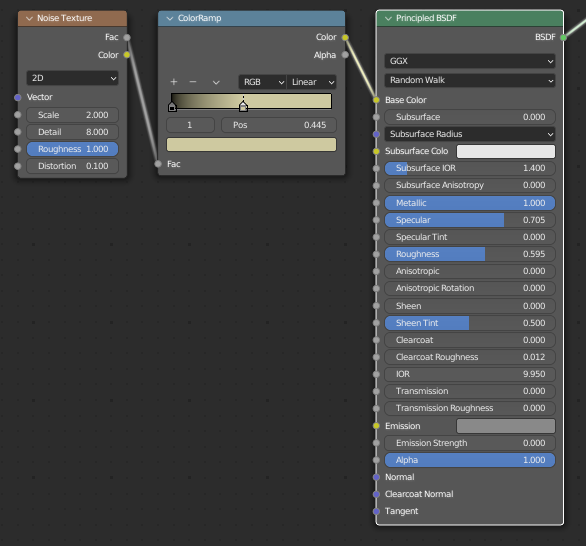 Noise Texture
Fac
Color
2D
Vector
Scale 2.000
Detail 8.000
Roughness 1.000
Distortion 0.100
ColorRamp
Color
Alpha
+ − RGB Linear
1 Pos 0.445
Fac
Principled BSDF
BSDF
GGX
Random Walk
Base Color
Subsurface 0.000
Subsurface Radius
Subsurface Colo
Subsurface IOR 1.400
Subsurface Anisotropy 0.000
Metallic 1.000
Specular 0.705
Specular Tint 0.000
Roughness 0.595
Anisotropic 0.000
Anisotropic Rotation 0.000
Sheen 0.000
Sheen Tint 0.500
Clearcoat 0.000
Clearcoat Roughness 0.012
IOR 9.950
Transmission 0.000
Transmission Roughness 0.000
Emission
Emission Strength 0.000
Alpha 1.000
Normal
Clearcoat Normal
Tangent